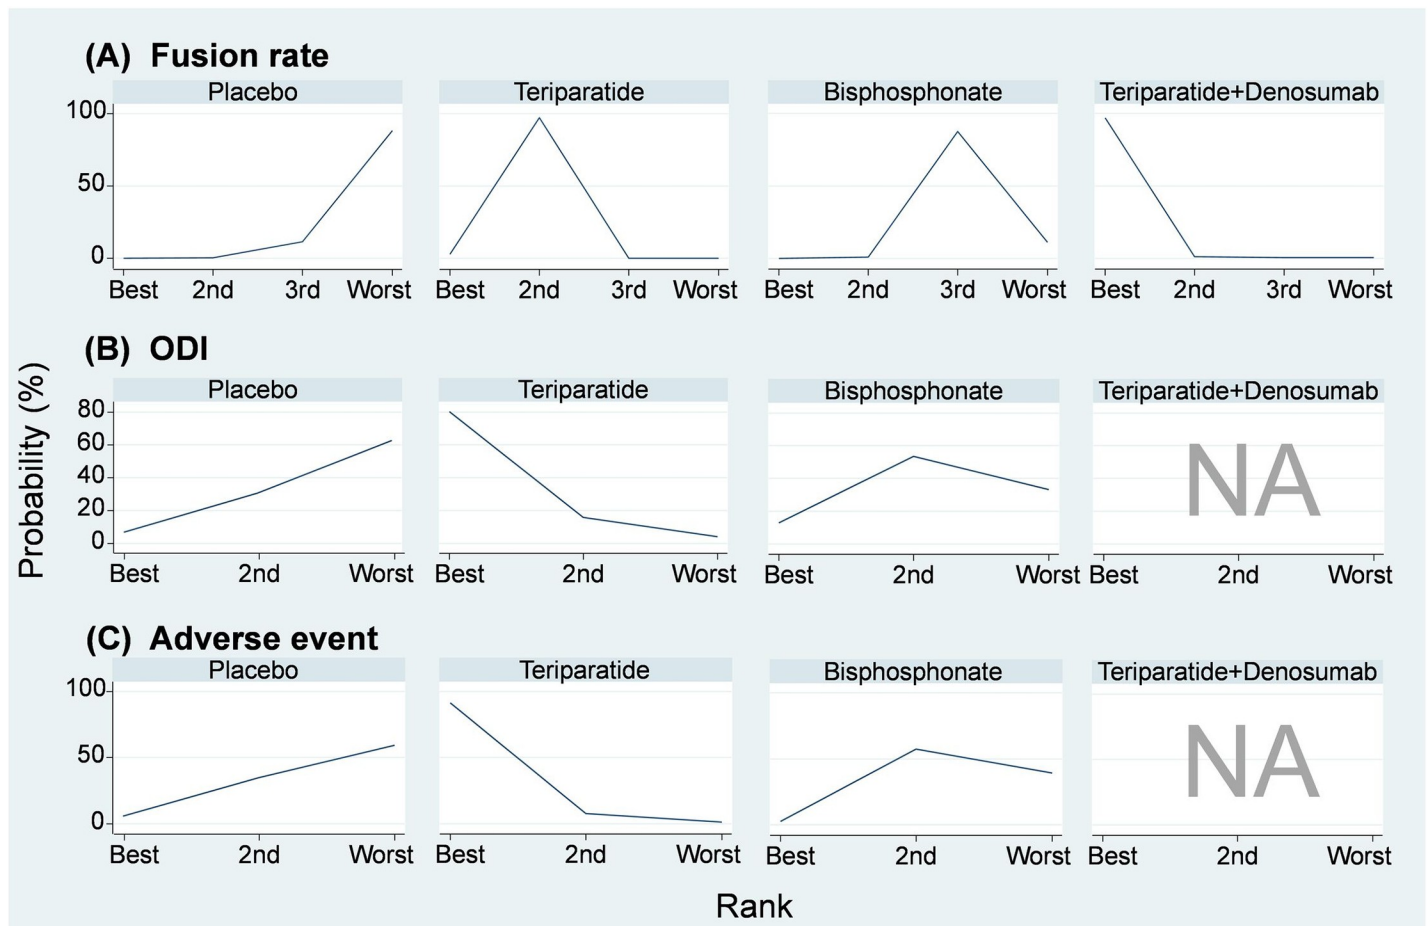 (A) Fusion rate
Placebo Teriparatide Bisphosphonate Teriparatide+Denosumab
100
50
0
Best 2nd 3rd Worst Best 2nd 3rd Worst Best 2nd 3rd Worst Best 2nd 3rd Worst
(B) ODI
Placebo Teriparatide Bisphosphonate Teriparatide+Denosumab
80
60
40
20
0
NA
Best 2nd Worst Best 2nd Worst Best 2nd Worst Best 2nd Worst
Probability (%)
(C) Adverse event
Placebo Teriparatide Bisphosphonate Teriparatide+Denosumab
100
50
0
NA
Best 2nd Worst Best 2nd Worst Best 2nd Worst Best 2nd Worst
Rank